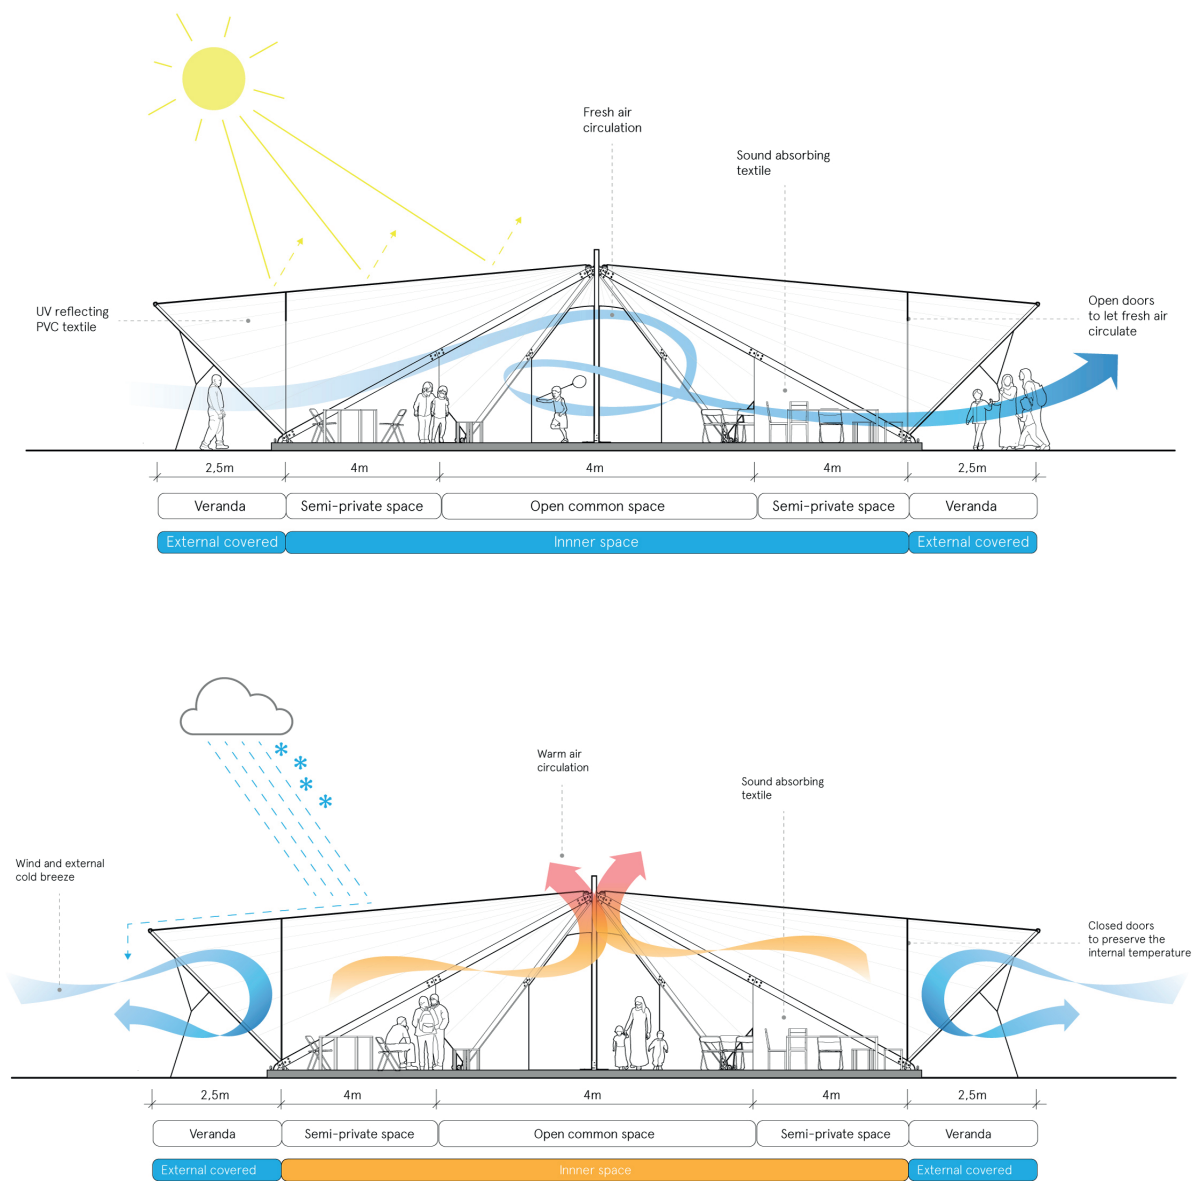 Fresh air
circulation
Sound absorbing
textile
UV reflecting
PVC textile
Open doors
to let fresh air
circulate
2,5m
4m
4m
4m
2,5m
Veranda
Semi-private space
Open common space
Semi-private space
Veranda
External covered
Innner space
External covered
Warm air
circulation
Sound absorbing
textile
Wind and external
cold breeze
Closed doors
to preserve the
internal temperature
2,5m
4m
4m
4m
2,5m
Veranda
Semi-private space
Open common space
Semi-private space
Veranda
External covered
Innner space
External covered